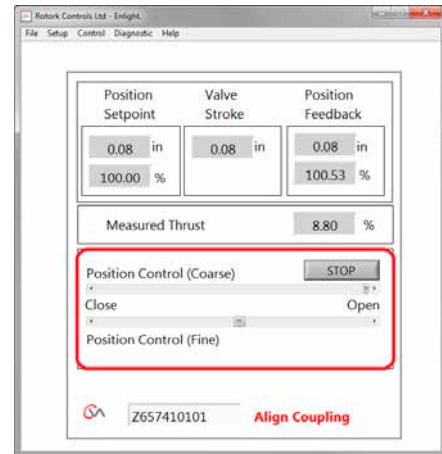 Rotork Controls Ltd - Enlight.
File Setup Control Diagnostic Help
Position Setpoint
Valve Stroke
Position Feedback
0.08 in
0.08 in
0.08 in
100.00 %
100.53 %
Measured Thrust 8.80 %
Position Control (Coarse) STOP
Close Open
Position Control (Fine)
Z657410101 Align Coupling